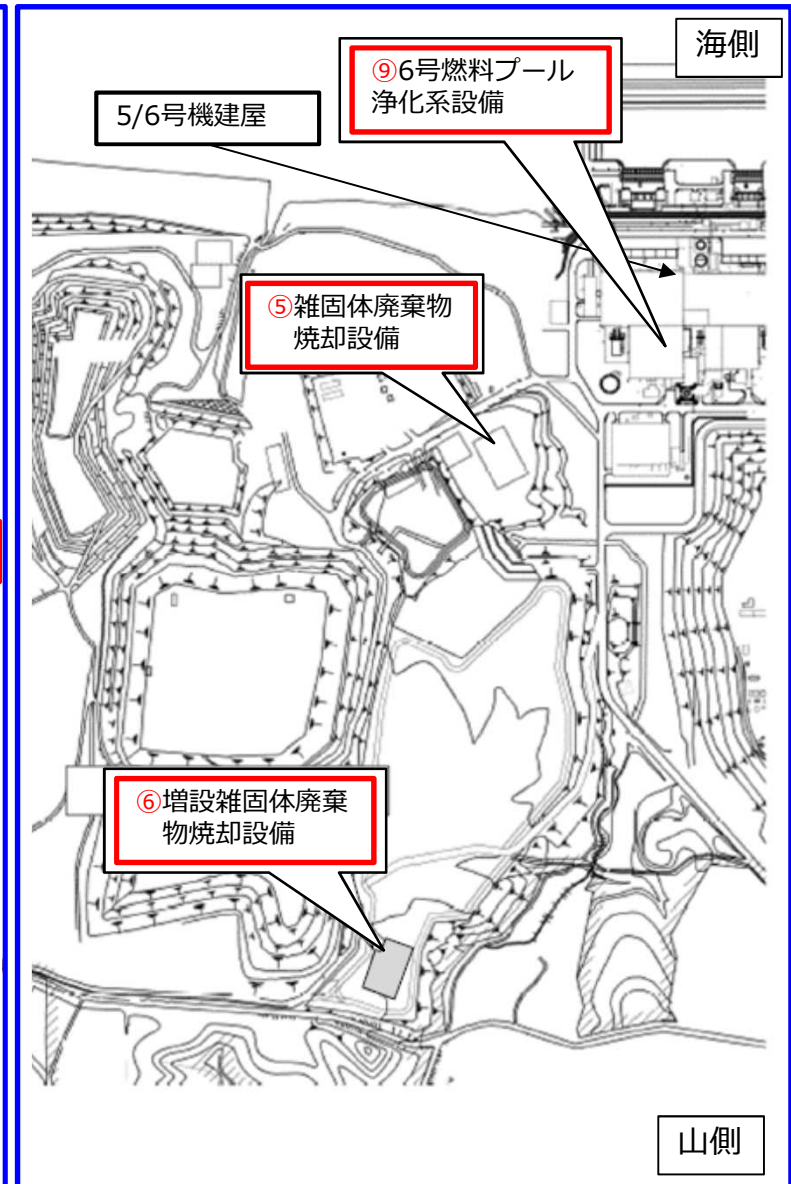 海側
⑨6号燃料プール
浄化系設備
5/6号機建屋
⑤雑固体廃棄物
焼却設備
⑥増設雑固体廃棄
物焼却設備
山側